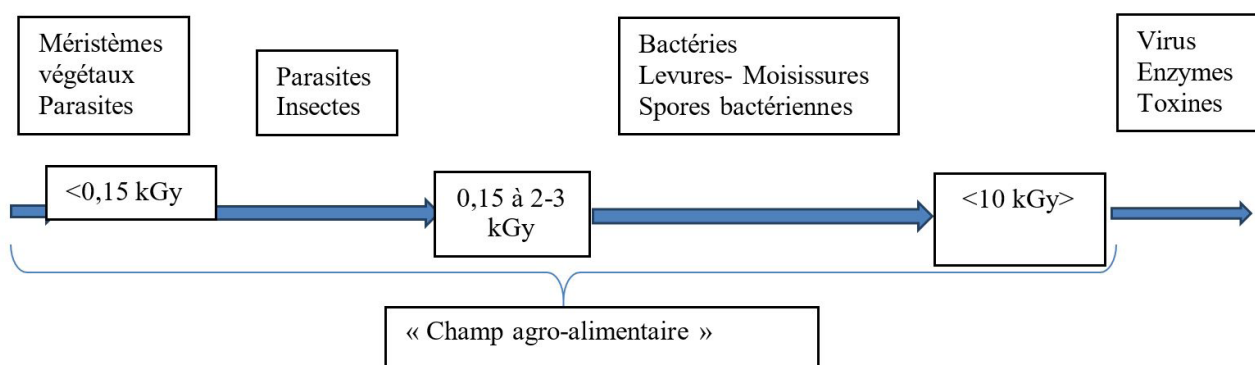 Méristèmes
végétaux
Parasites
Parasites
Insectes
Bactéries
Levures- Moisissures
Spores bactériennes
Virus
Enzymes
Toxines
<0,15 kGy
0,15 à 2-3
kGy
<10 kGy>
« Champ agro-alimentaire »